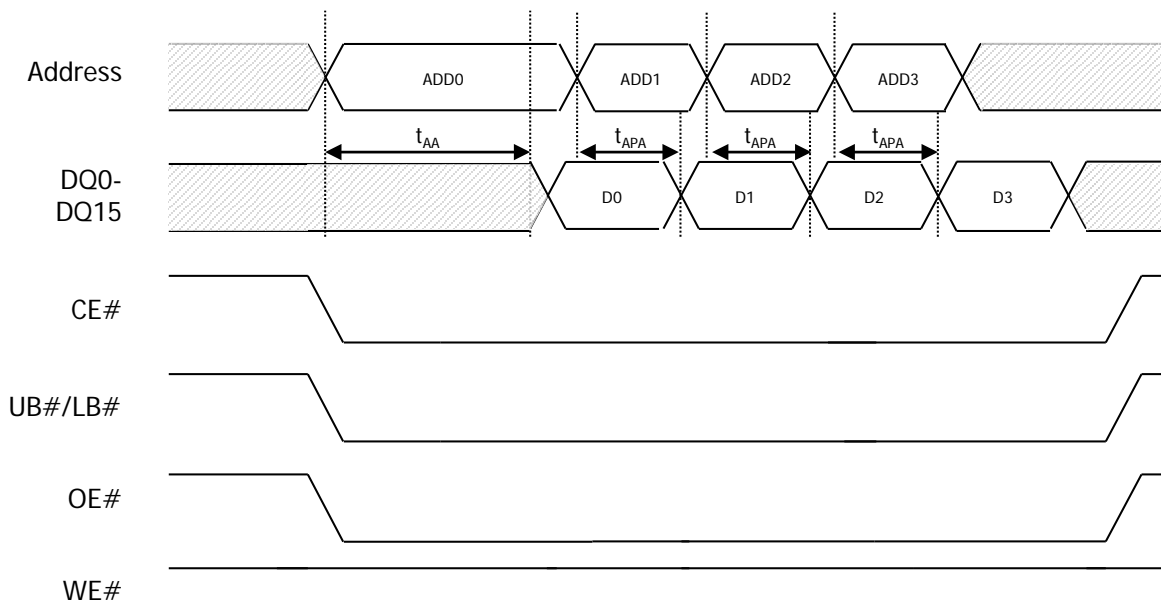 Address
ADD0 ADD1 ADD2 ADD3
tAA tAPA tAPA tAPA
DQ0-
DQ15
D0 D1 D2 D3
CE#
UB#/LB#
OE#
WE#